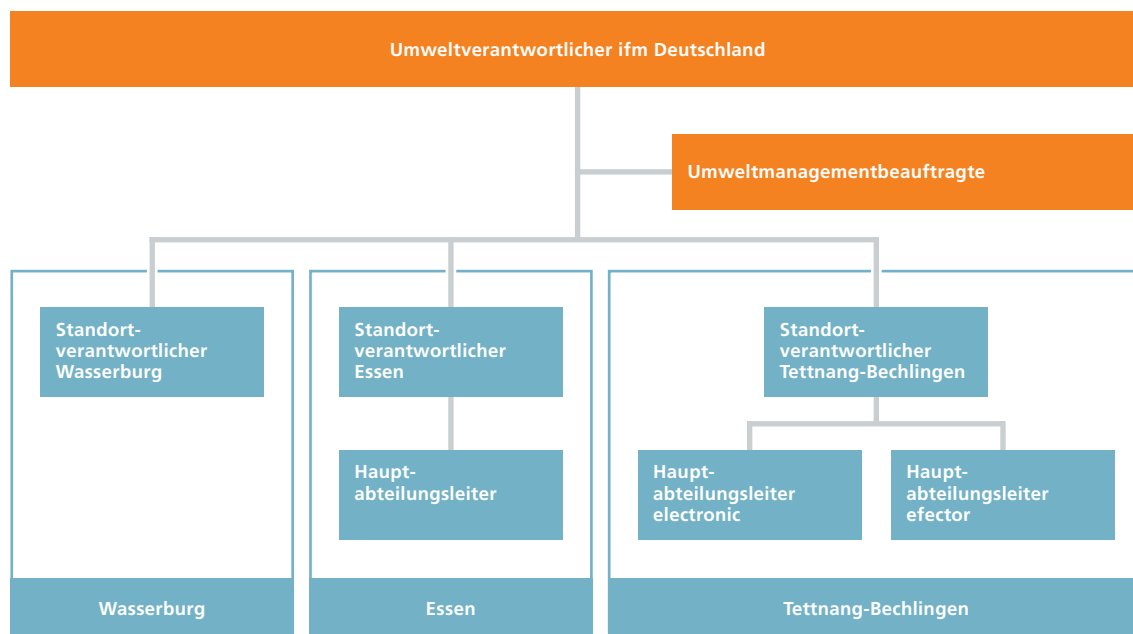 Umweltverantwortlicher ifm Deutschland
Umweltmanagementbeauftragte
Standort-
verantwortlicher
Wasserburg
Standort-
verantwortlicher
Essen
Standort-
verantwortlicher
Tettnang-Bechlingen
Haupt-
abteilungsleiter
Haupt-
abteilungsleiter
electronic
Haupt-
abteilungsleiter
efector
Wasserburg
Essen
Tettnang-Bechlingen